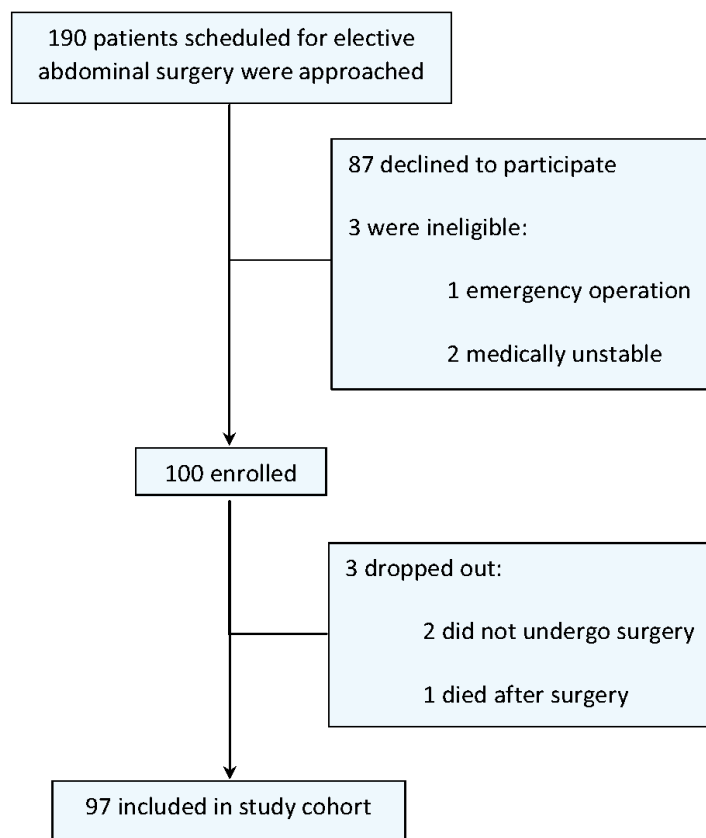 190 patients scheduled for elective
abdominal surgery were approached
87 declined to participate
3 were ineligible:
1 emergency operation
2 medically unstable
100 enrolled
3 dropped out:
2 did not undergo surgery
1 died after surgery
97 included in study cohort